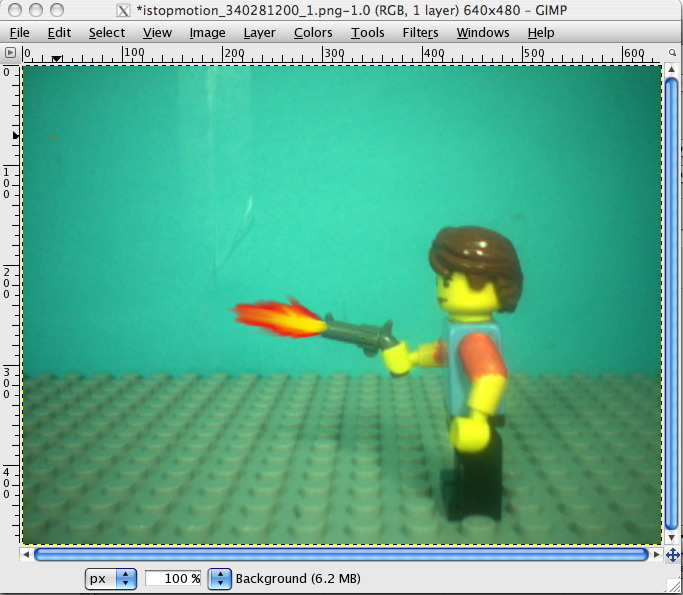 *istopmotion_340281200_1.png-1.0 (RGB, 1 layer) 640x480 – GIMP
File Edit Select View Image Layer Colors Tools Filters Windows Help
0 100 200 300 400 500 600
0
100
200
300
400
px 100 % Background (6.2 MB)